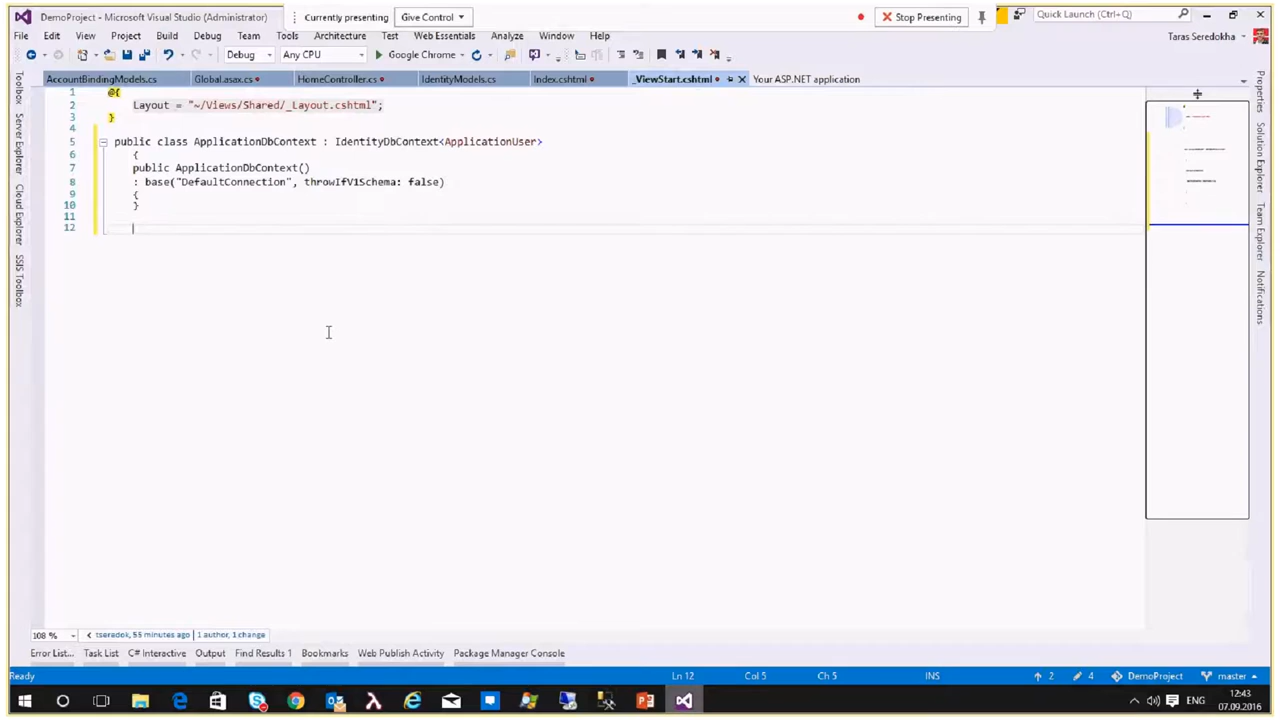 DemoProject - Microsoft Visual Studio (Administrator)
Currently presenting
Give Control
Stop Presenting
Quick Launch (Ctrl+Q)
File Edit View Project Build Debug Team Tools Architecture Test Web Essentials Analyze Window Help
Taras Seredokha
Debug Any CPU Google Chrome
AccountBindingModels.cs Global.asax.cs HomeController.cs IdentityModels.cs Index.cshtml _ViewStart.cshtml Your ASP.NET application
Toolbox
Server Explorer
Cloud Explorer
SSIS Toolbox
1 @{
2 Layout = "~/Views/Shared/_Layout.cshtml";
3 }
4
5 public class ApplicationDbContext : IdentityDbContext<ApplicationUser>
6 {
7 public ApplicationDbContext()
8 : base("DefaultConnection", throwIfV1Schema: false)
9 {
10 }
11
12
Properties
Solution Explorer
Team Explorer
Notifications
108 % tseredok, 55 minutes ago | 1 author, 1 change
Error List... Task List C# Interactive Output Find Results 1 Bookmarks Web Publish Activity Package Manager Console
Ready Ln 12 Col 5 Ch 5 INS 2 4 DemoProject master
ENG
12:43
07.09.2016